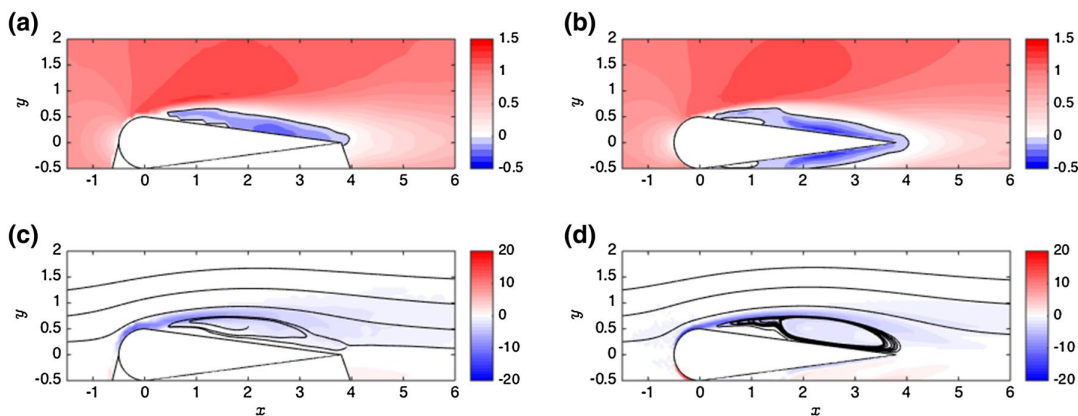 (a) (b)
2 1.5 2 1.5
1.5 1 1.5 1
y 1 0.5 y 1 0.5
0.5 0 0.5 0
0 0
-0.5 -0.5 -0.5 -0.5
-1 0 1 2 3 4 5 6 -1 0 1 2 3 4 5 6
(c) (d)
2 20 2 20
1.5 10 1.5 10
y 1 0 y 1 0
0.5 0.5
0 -10 0 -10
-0.5 -20 -0.5 -20
-1 0 1 2 3 4 5 6 -1 0 1 2 3 4 5 6
x x